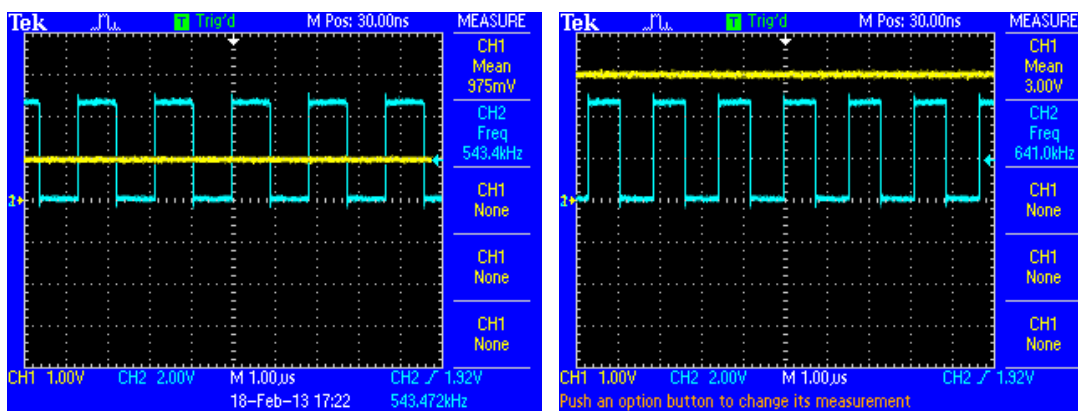 Tek T Trig'd M Pos: 30.00ns MEASURE
CH1
Mean
975mV
CH2
Freq
543.4kHz
CH1
None
CH1
None
CH1
None
CH1 1.00V CH2 2.00V M 1.00µs CH2 1.92V
18-Feb-13 17:22 543.472kHz
Tek T Trig'd M Pos: 30.00ns MEASURE
CH1
Mean
3.00V
CH2
Freq
641.0kHz
CH1
None
CH1
None
CH1
None
CH1 1.00V CH2 2.00V M 1.00µs CH2 1.92V
Push an option button to change its measurement